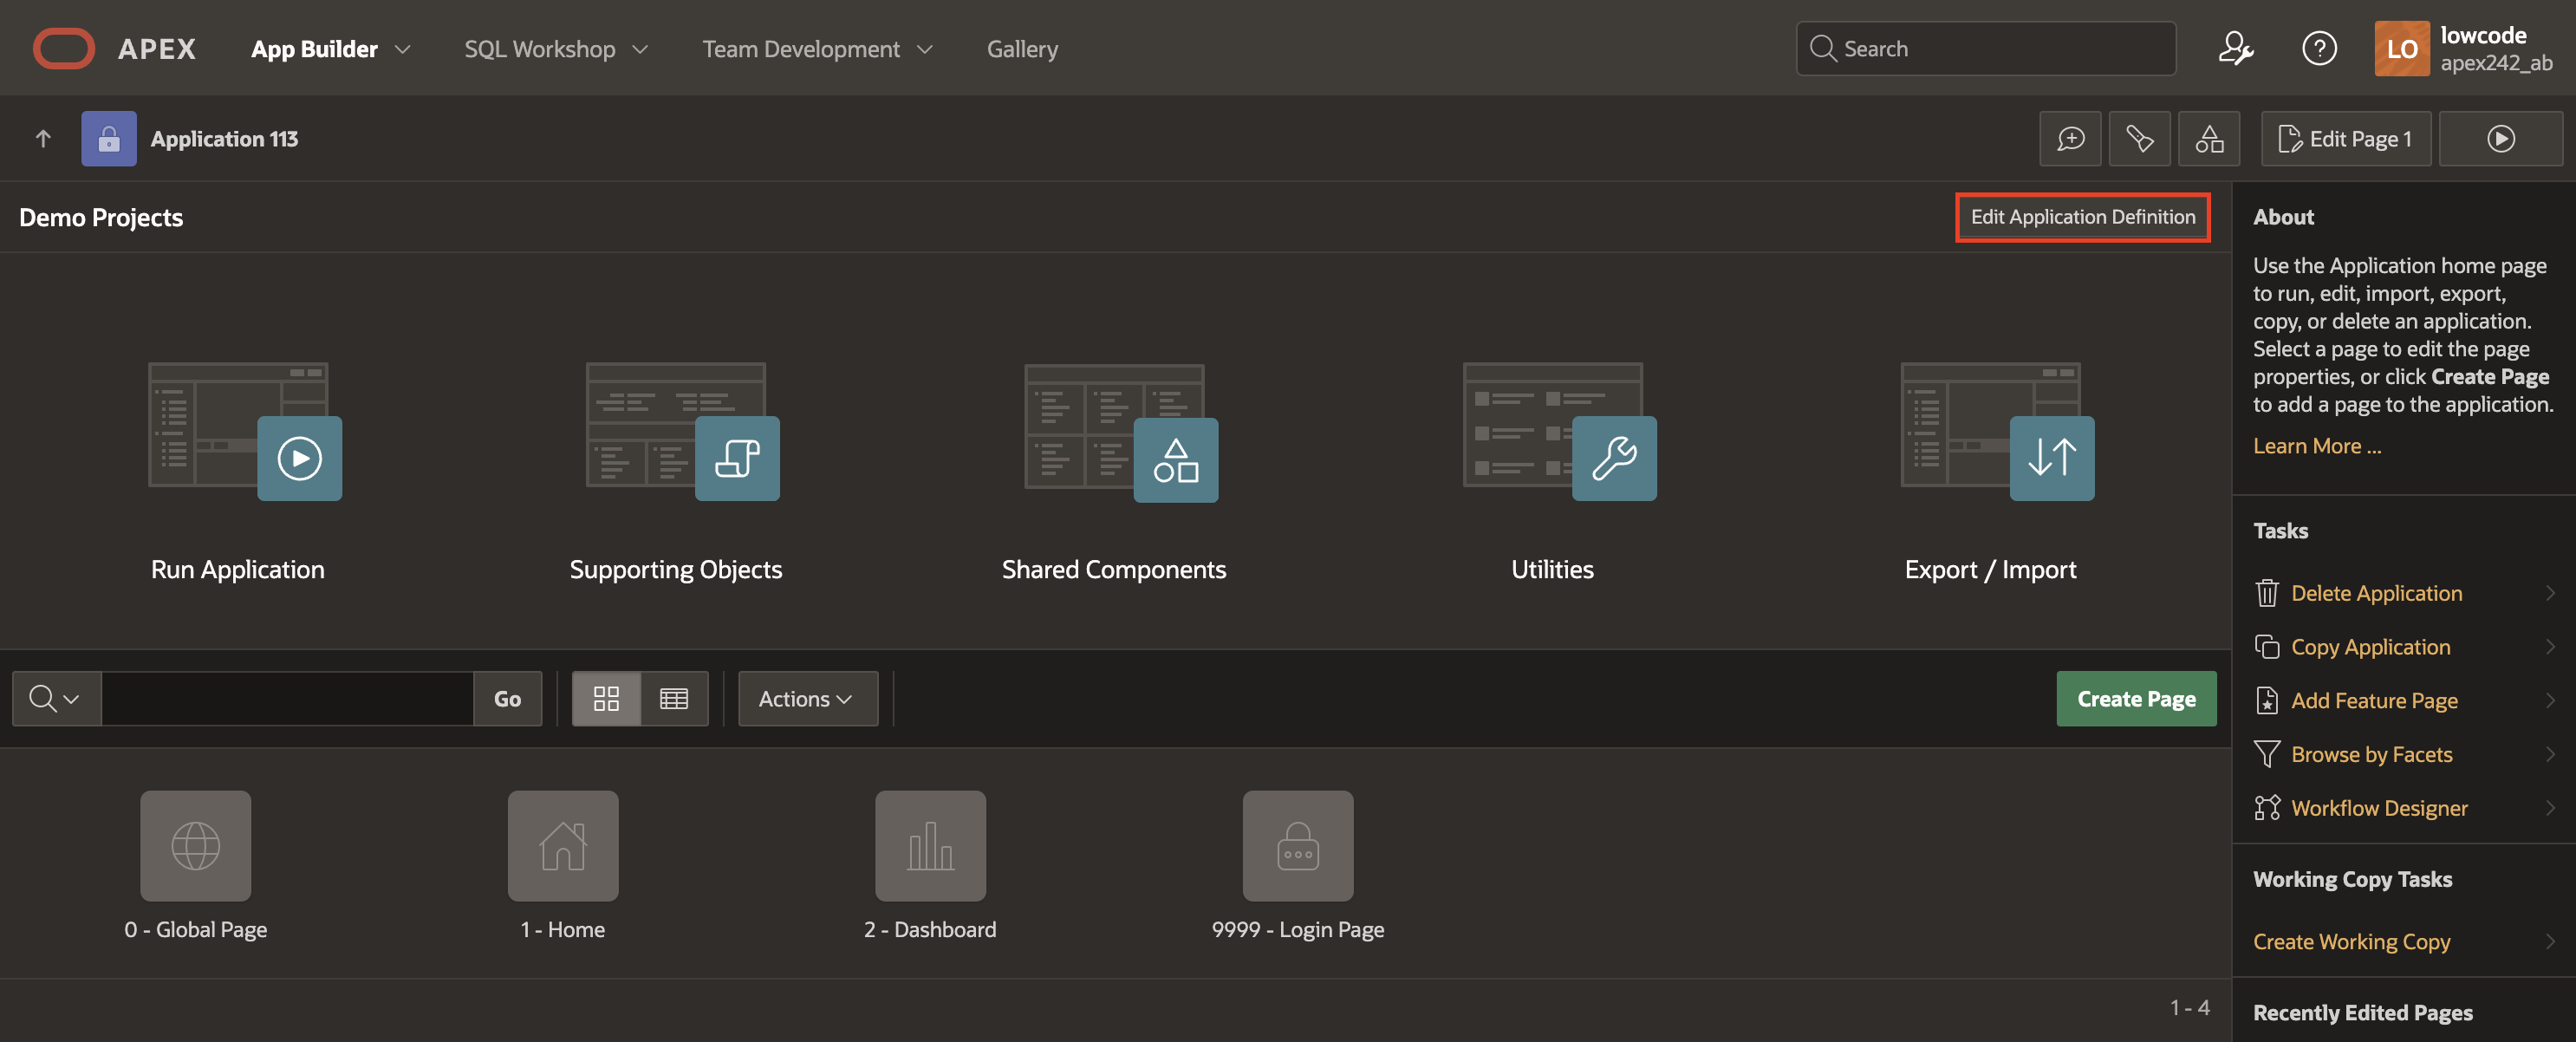 APEX
App Builder
SQL Workshop
Team Development
Gallery
Search
LO
lowcode
apex242_ab
Application 113
Edit Page 1
Demo Projects
Edit Application Definition
Run Application
Supporting Objects
Shared Components
Utilities
Export / Import
Go
Actions
Create Page
0 - Global Page
1 - Home
2 - Dashboard
9999 - Login Page
1 - 4
About
Use the Application home page
to run, edit, import, export,
copy, or delete an application.
Select a page to edit the page
properties, or click Create Page
to add a page to the application.
Learn More ...
Tasks
Delete Application
Copy Application
Add Feature Page
Browse by Facets
Workflow Designer
Working Copy Tasks
Create Working Copy
Recently Edited Pages